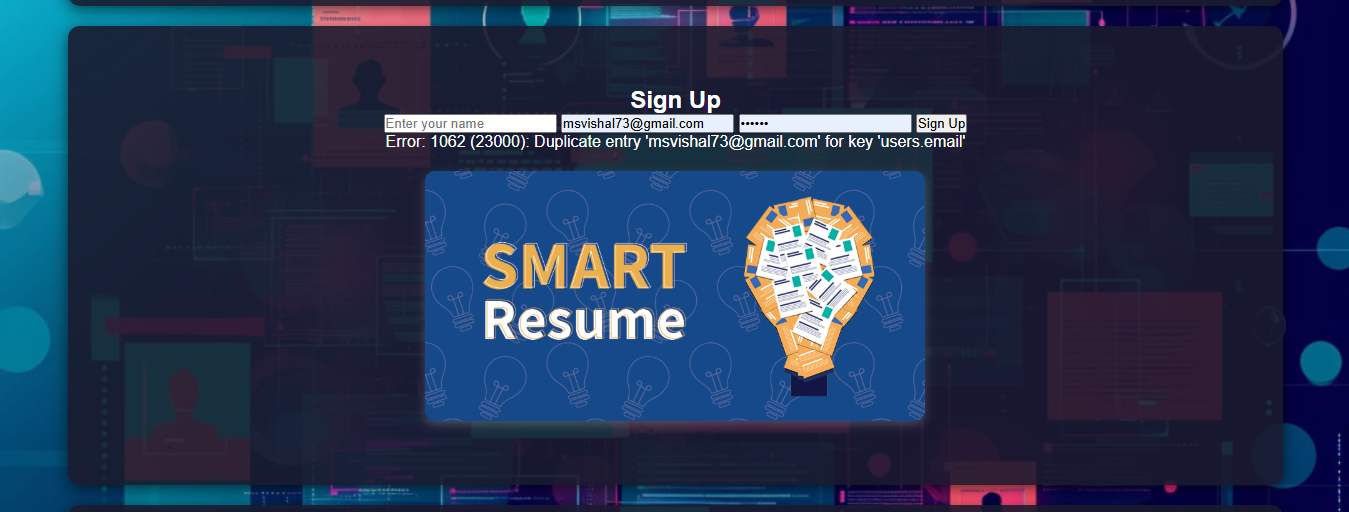 Sign Up
Enter your name msvishal73@gmail.com •••••• Sign Up
Error: 1062 (23000): Duplicate entry 'msvishal73@gmail.com' for key 'users.email'
SMART
Resume